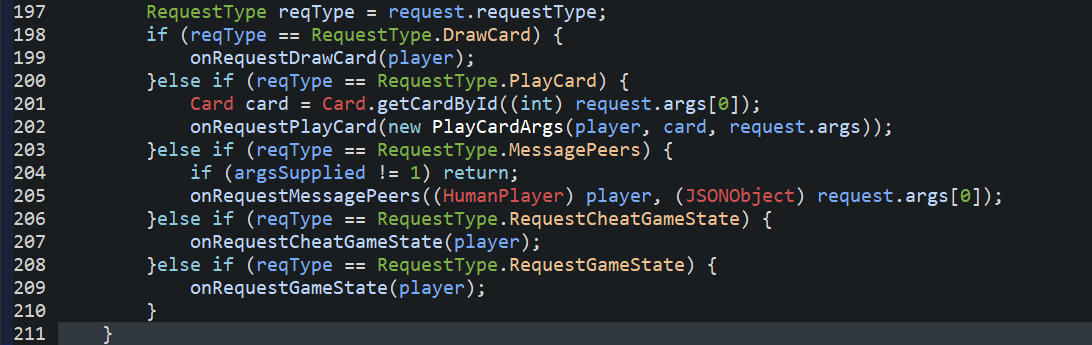 197 RequestType reqType = request.requestType;
198 if (reqType == RequestType.DrawCard) {
199 onRequestDrawCard(player);
200 }else if (reqType == RequestType.PlayCard) {
201 Card card = Card.getCardById((int) request.args[0]);
202 onRequestPlayCard(new PlayCardArgs(player, card, request.args));
203 }else if (reqType == RequestType.MessagePeers) {
204 if (argsSupplied != 1) return;
205 onRequestMessagePeers((HumanPlayer) player, (JSONObject) request.args[0]);
206 }else if (reqType == RequestType.RequestCheatGameState) {
207 onRequestCheatGameState(player);
208 }else if (reqType == RequestType.RequestGameState) {
209 onRequestGameState(player);
210 }
211 }